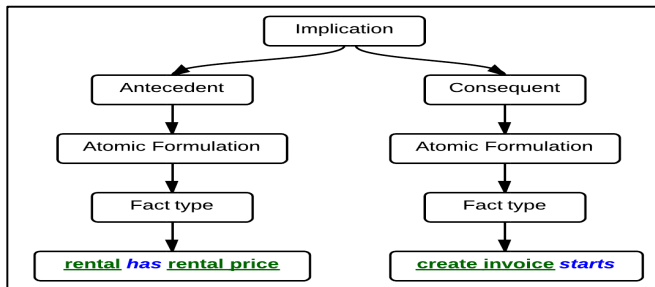 Implication
Antecedent Consequent
Atomic Formulation Atomic Formulation
Fact type Fact type
rental has rental price create invoice starts